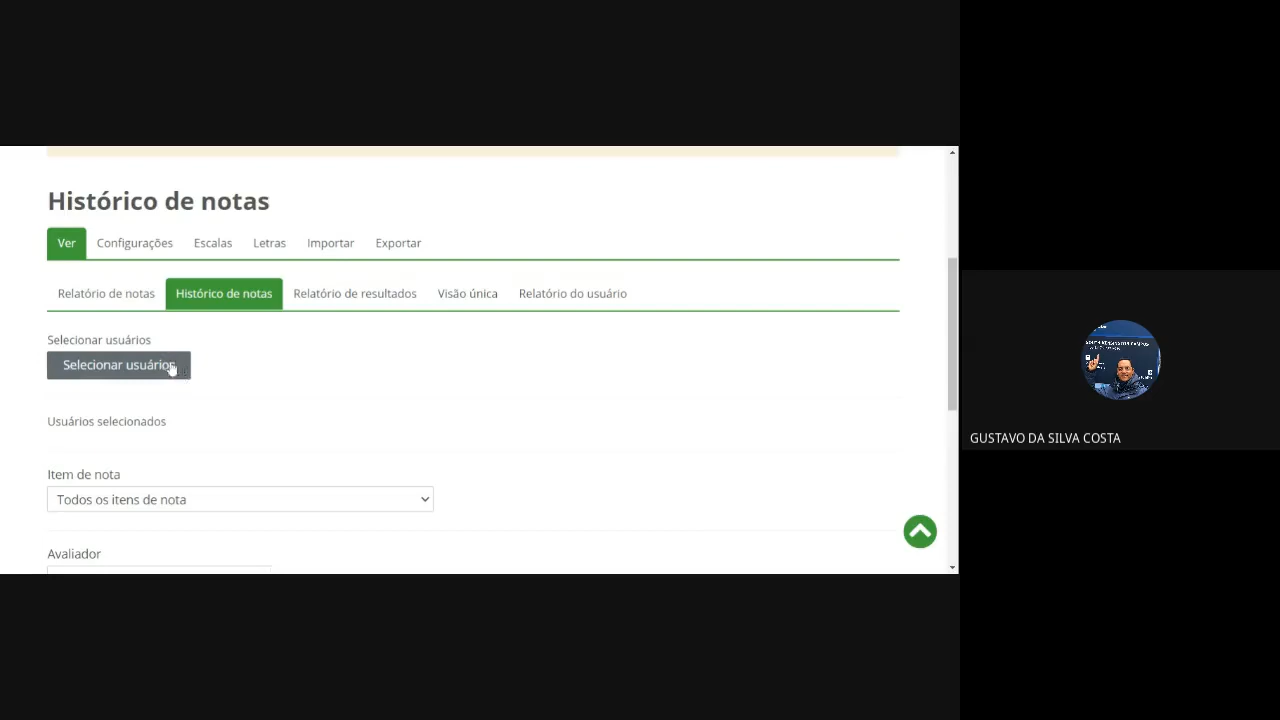 Histórico de notas
Ver Configurações Escalas Letras Importar Exportar
Relatório de notas Histórico de notas Relatório de resultados Visão única Relatório do usuário
Selecionar usuários
Selecionar usuários
Usuários selecionados
Item de nota
Todos os itens de nota
Avaliador
GUSTAVO DA SILVA COSTA